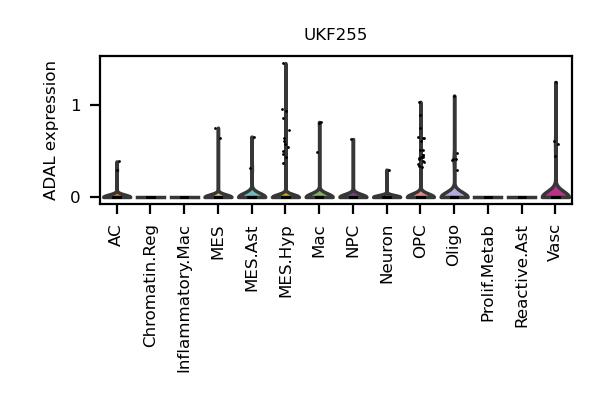 UKF255
ADAL expression
1
0
AC
Chromatin.Reg
Inflammatory.Mac
MES
MES.Ast
MES.Hyp
Mac
NPC
Neuron
OPC
Oligo
Prolif.Metab
Reactive.Ast
Vasc